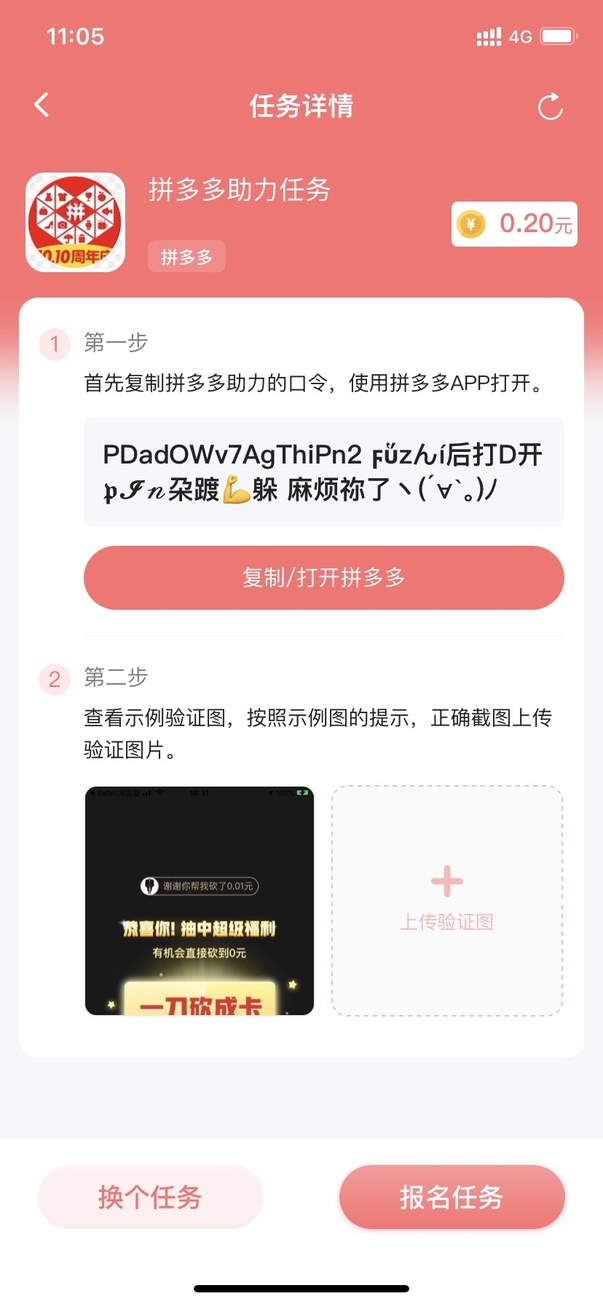 11:05
4G
任务详情
拼
10.10周年庆
拼多多助力任务
拼多多
0.20元
1 第一步
首先复制拼多多助力的口令，使用拼多多APP打开。
PDadOWv7AgThiPn2 ϝǘzんí后打D开
𝖕𝓘𝓃朶踱💪躲 麻烦祢了ヽ(´∀`。)ﾉ
复制/打开拼多多
2 第二步
查看示例验证图，按照示例图的提示，正确截图上传
验证图片。
16:31
100%
谢谢你帮我砍了0.01元
恭喜你! 抽中超级福利
有机会直接砍到0元
一刀砍成卡
上传验证图
换个任务
报名任务